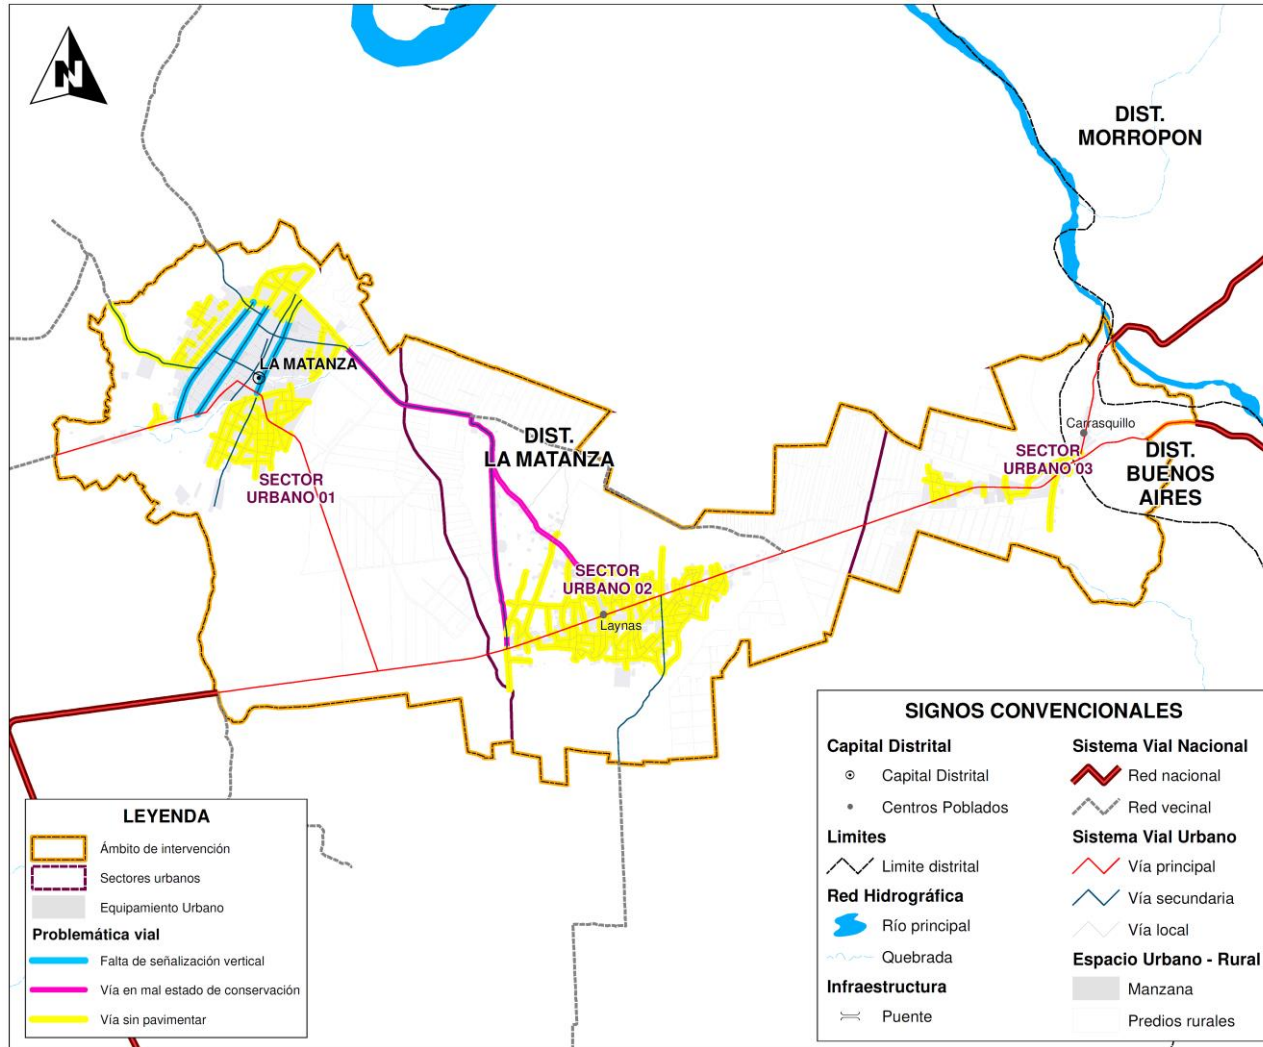 N
DIST.
MORROPON
LA MATANZA
DIST.
LA MATANZA
Carrasquillo
SECTOR
URBANO 03
DIST.
BUENOS
AIRES
SECTOR
URBANO 01
SECTOR
URBANO 02
Laynas
LEYENDA
Ámbito de intervención
Sectores urbanos
Equipamiento Urbano
Problemática vial
Falta de señalización vertical
Vía en mal estado de conservación
Vía sin pavimentar
SIGNOS CONVENCIONALES
Capital Distrital
Capital Distrital
Centros Poblados
Limites
Limite distrital
Red Hidrográfica
Río principal
Quebrada
Infraestructura
Puente
Sistema Vial Nacional
Red nacional
Red vecinal
Sistema Vial Urbano
Vía principal
Vía secundaria
Vía local
Espacio Urbano - Rural
Manzana
Predios rurales